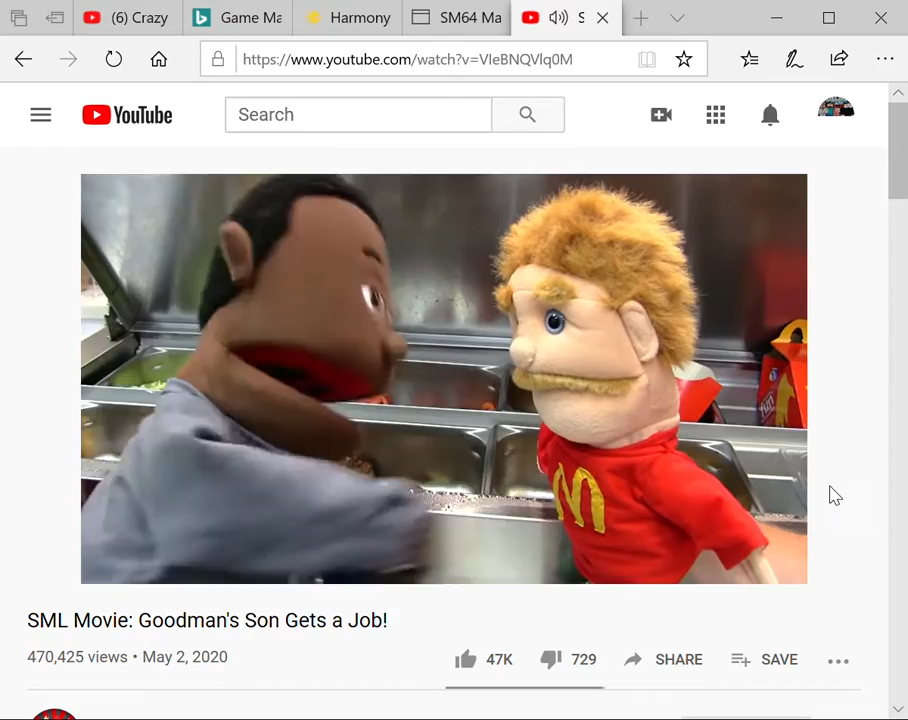 (6) Crazy
Game Ma
Harmony
SM64 Ma
S
https://www.youtube.com/watch?v=VIeBNQVlq0M
YouTube
Search
M
fun
SML Movie: Goodman's Son Gets a Job!
470,425 views • May 2, 2020
47K
729
SHARE
SAVE